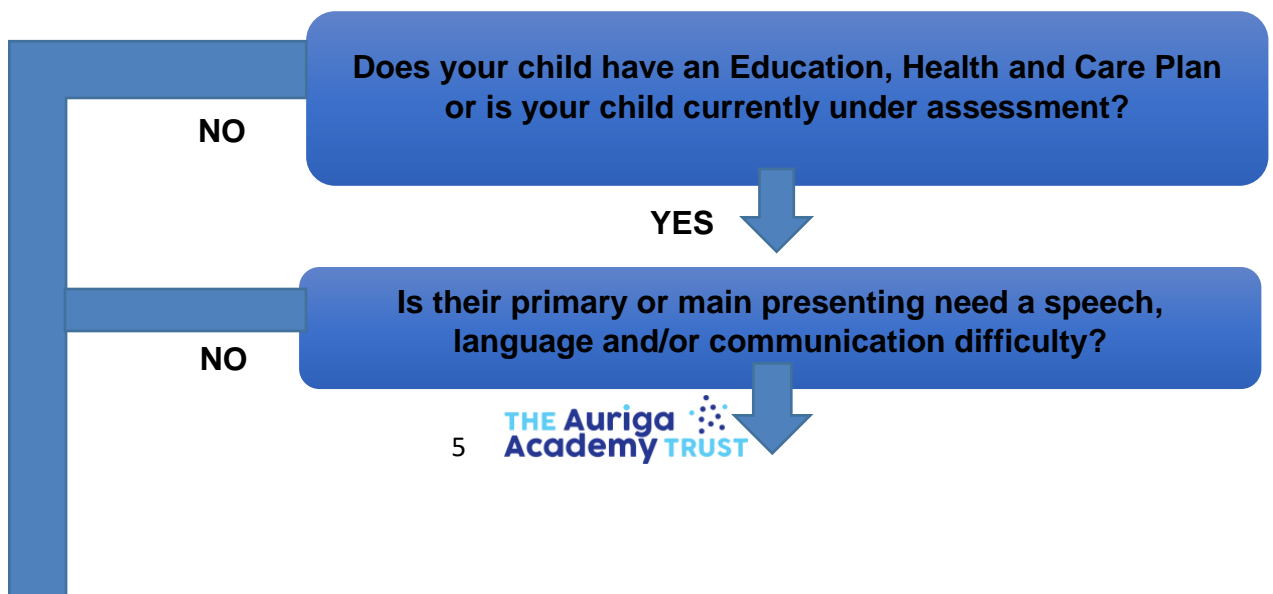 Does your child have an Education, Health and Care Plan
or is your child currently under assessment?
NO
YES
Is their primary or main presenting need a speech,
language and/or communication difficulty?
NO
THE Auriga
5 Academy TRUST